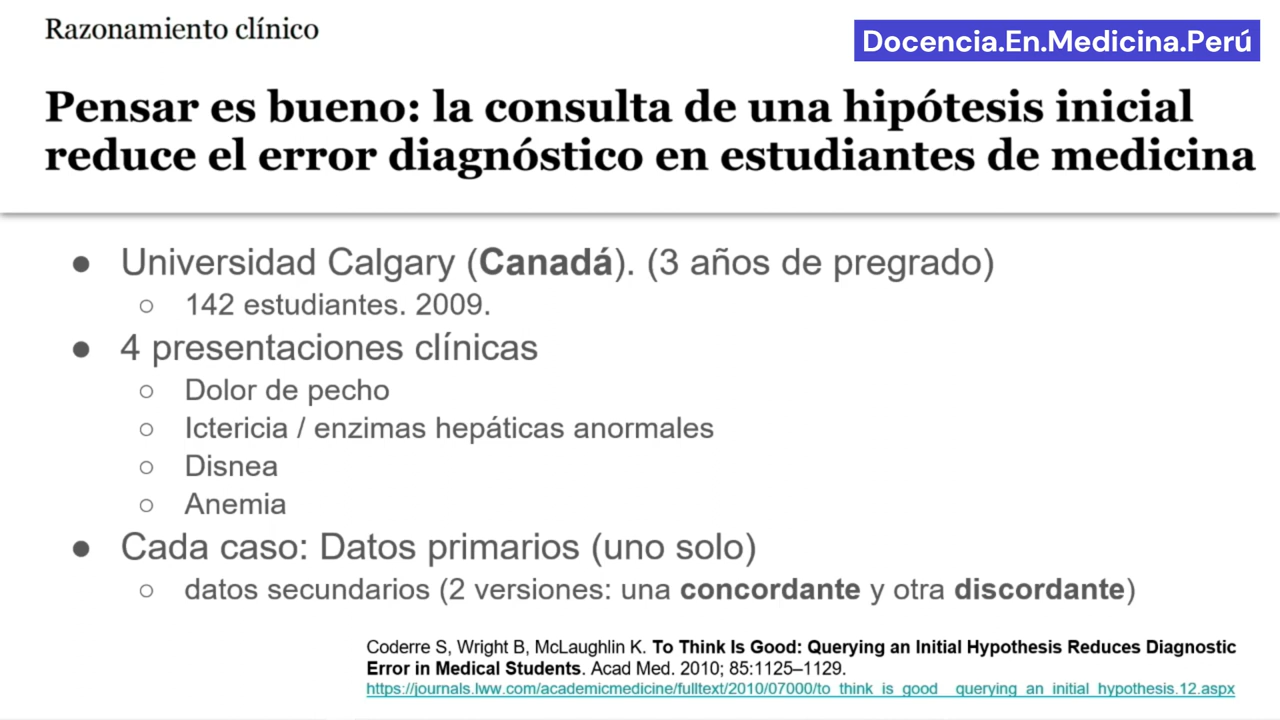 Razonamiento clínico
Docencia.En.Medicina.Perú
Pensar es bueno: la consulta de una hipótesis inicial
reduce el error diagnóstico en estudiantes de medicina
● Universidad Calgary (Canadá). (3 años de pregrado)
○ 142 estudiantes. 2009.
● 4 presentaciones clínicas
○ Dolor de pecho
○ Ictericia / enzimas hepáticas anormales
○ Disnea
○ Anemia
● Cada caso: Datos primarios (uno solo)
○ datos secundarios (2 versiones: una concordante y otra discordante)
Coderre S, Wright B, McLaughlin K. To Think Is Good: Querying an Initial Hypothesis Reduces Diagnostic
Error in Medical Students. Acad Med. 2010; 85:1125–1129.
https://journals.lww.com/academicmedicine/fulltext/2010/07000/to_think_is_good__querying_an_initial_hypothesis.12.aspx